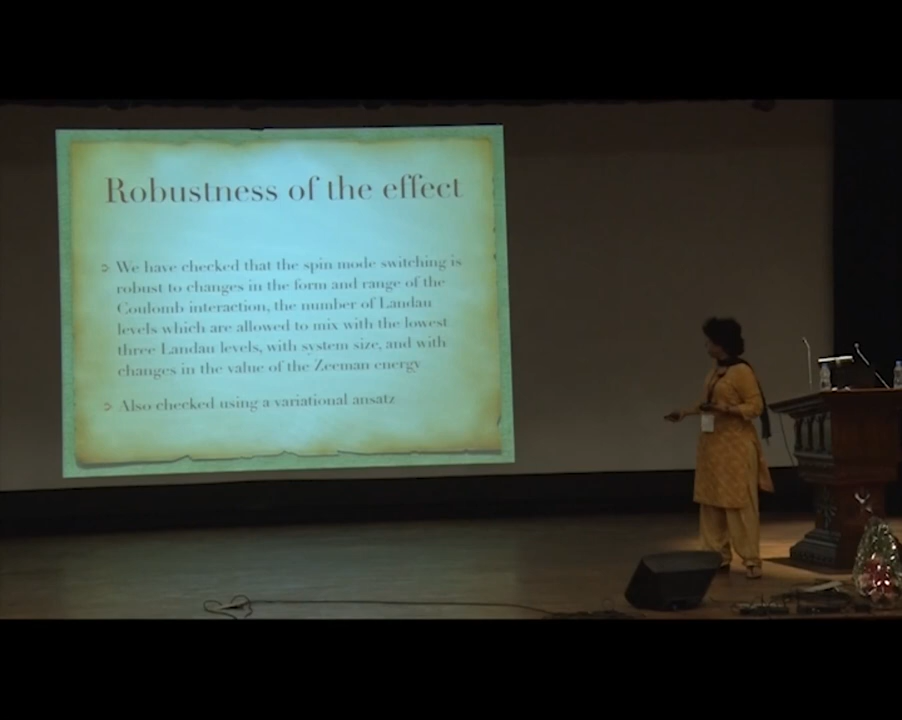 Robustness of the effect
We have checked that the spin mode switching is
robust to changes in the form and range of the
Coulomb interaction, the number of Landau
levels which are allowed to mix with the lowest
three Landau levels, with system size, and with
changes in the value of the Zeeman energy
Also checked using a variational ansatz